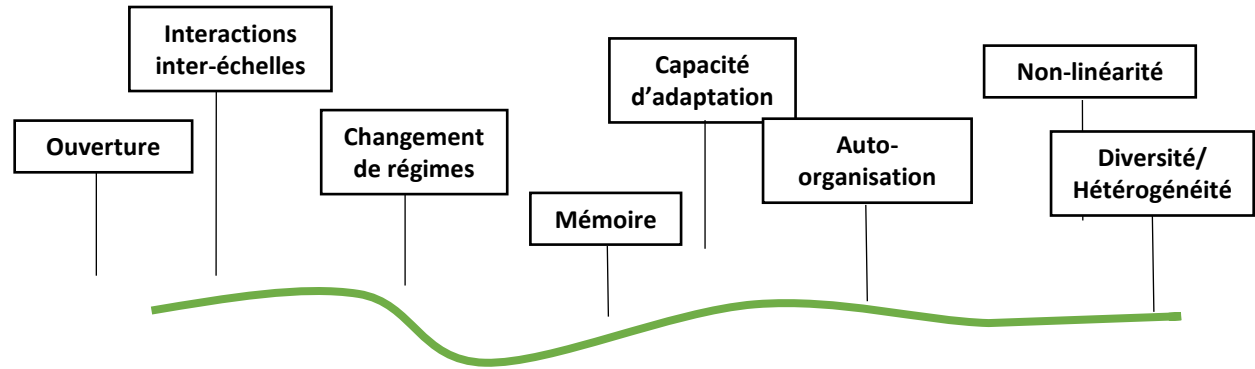 Ouverture
Interactions
inter-échelles
Changement
de régimes
Mémoire
Capacité
d’adaptation
Auto-
organisation
Non-linéarité
Diversité/
Hétérogénéité